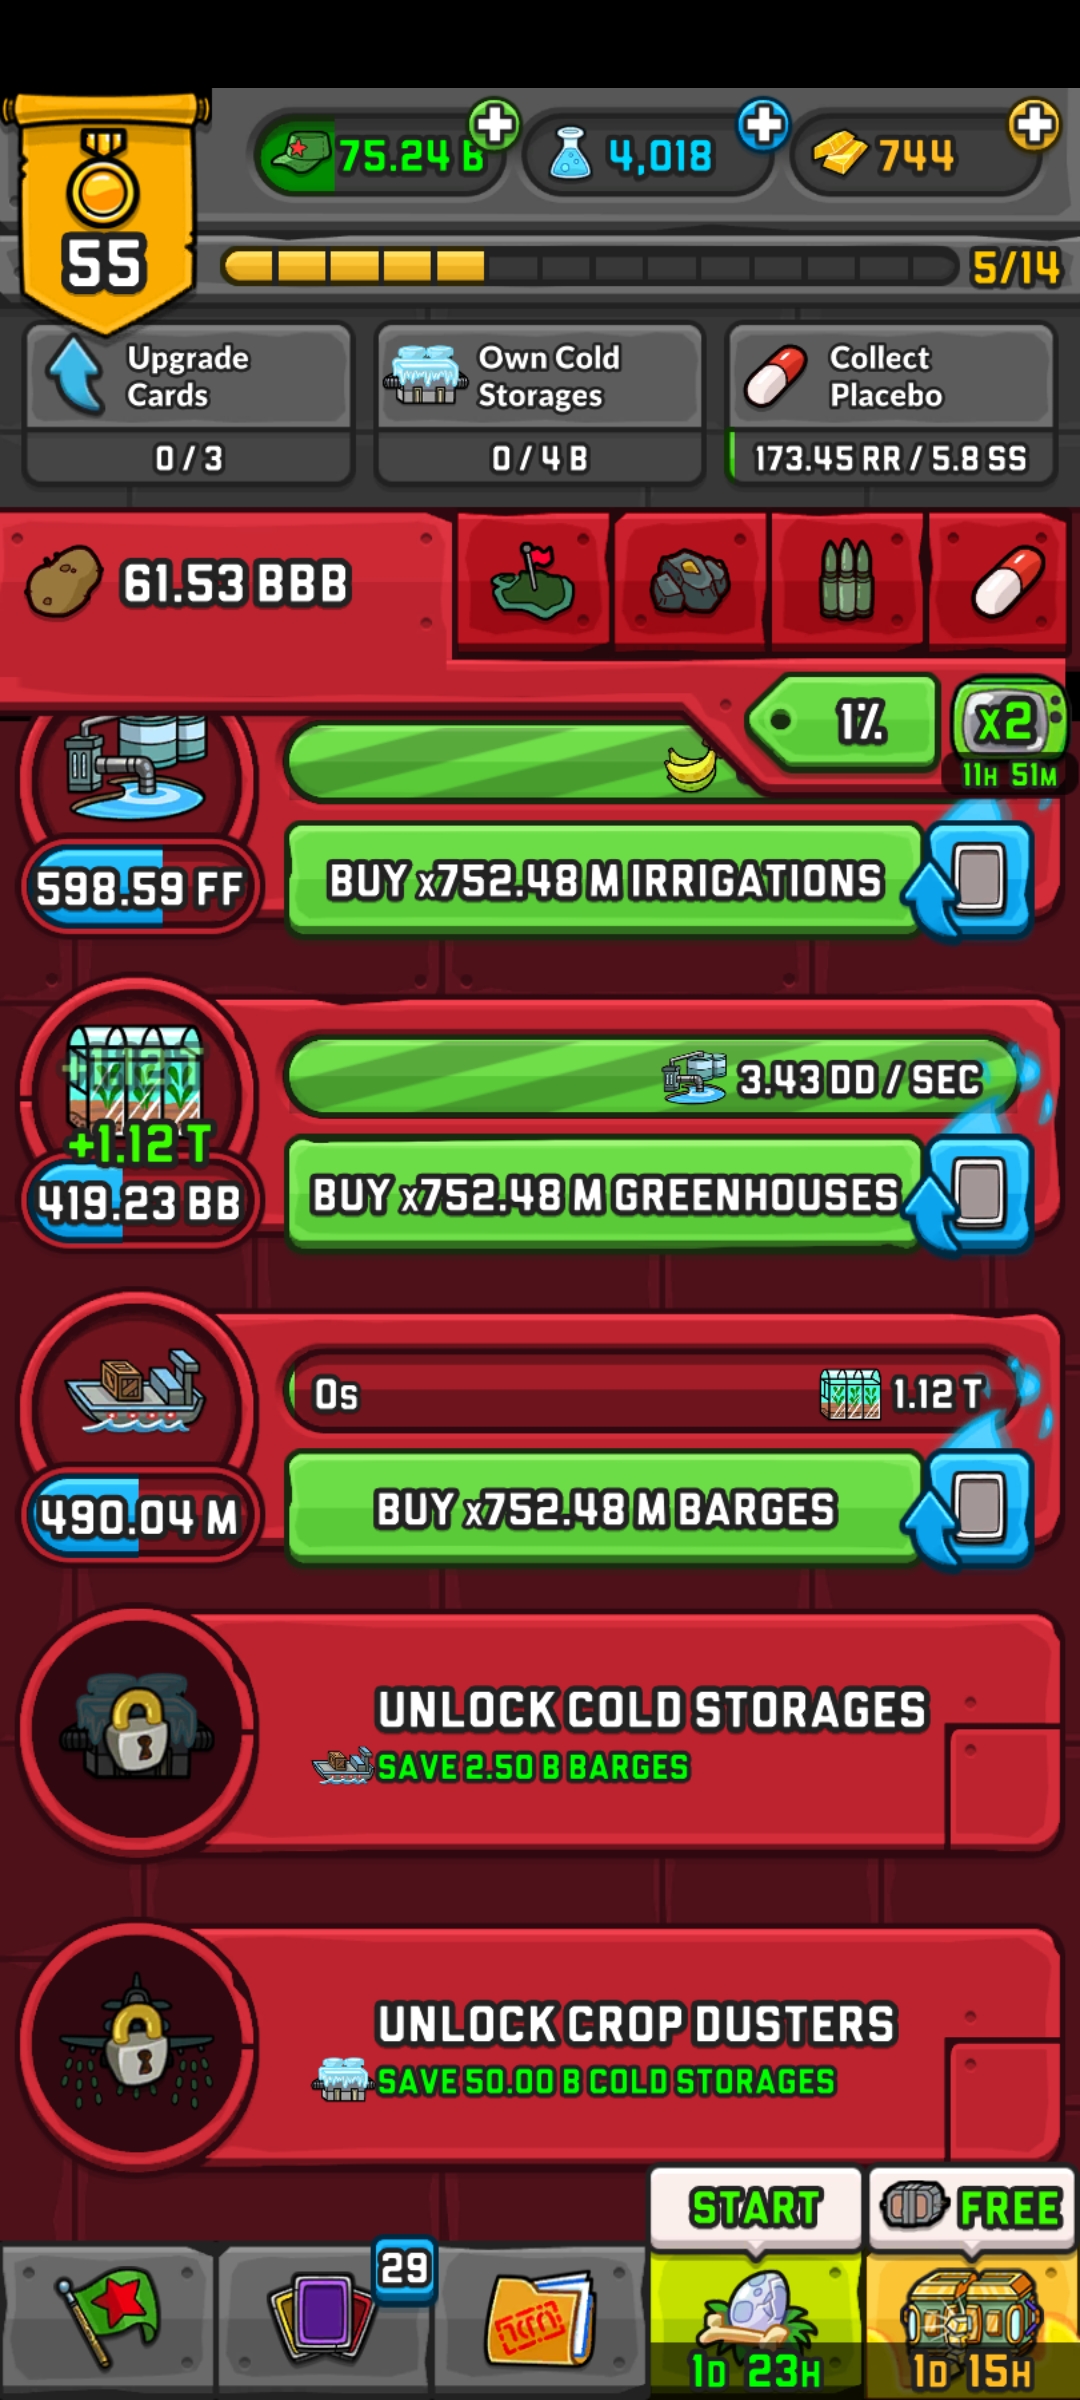 55
75.24 B
4,018
744
5/14
Upgrade
Cards
0 / 3
Own Cold
Storages
0 / 4 B
Collect
Placebo
173.45 RR / 5.8 SS
61.53 BBB
1%
x2
11H 51M
598.59 FF
BUY x752.48 M IRRIGATIONS
3.43 DD / SEC
+1.12 T
419.23 BB
BUY x752.48 M GREENHOUSES
0s
1.12 T
490.04 M
BUY x752.48 M BARGES
UNLOCK COLD STORAGES
SAVE 2.50 B BARGES
UNLOCK CROP DUSTERS
SAVE 50.00 B COLD STORAGES
START
FREE
29
1D 23H
1D 15H